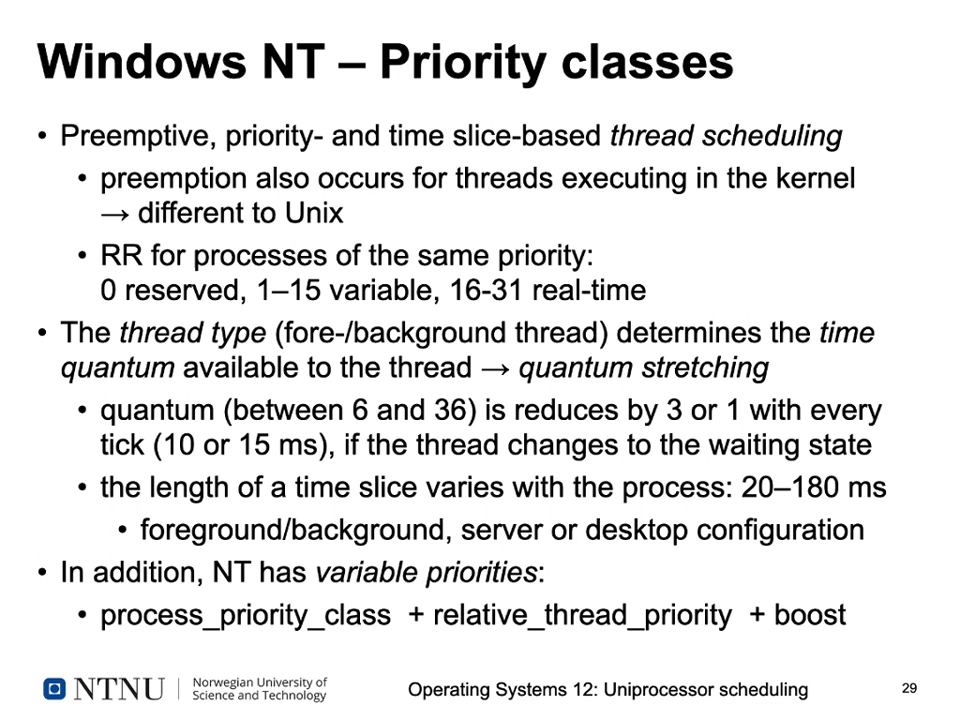 Windows NT – Priority classes
• Preemptive, priority- and time slice-based thread scheduling
• preemption also occurs for threads executing in the kernel
→ different to Unix
• RR for processes of the same priority:
0 reserved, 1–15 variable, 16-31 real-time
• The thread type (fore-/background thread) determines the time
quantum available to the thread → quantum stretching
• quantum (between 6 and 36) is reduces by 3 or 1 with every
tick (10 or 15 ms), if the thread changes to the waiting state
• the length of a time slice varies with the process: 20–180 ms
• foreground/background, server or desktop configuration
• In addition, NT has variable priorities:
• process_priority_class + relative_thread_priority + boost
NTNU
Norwegian University of
Science and Technology
Operating Systems 12: Uniprocessor scheduling
29